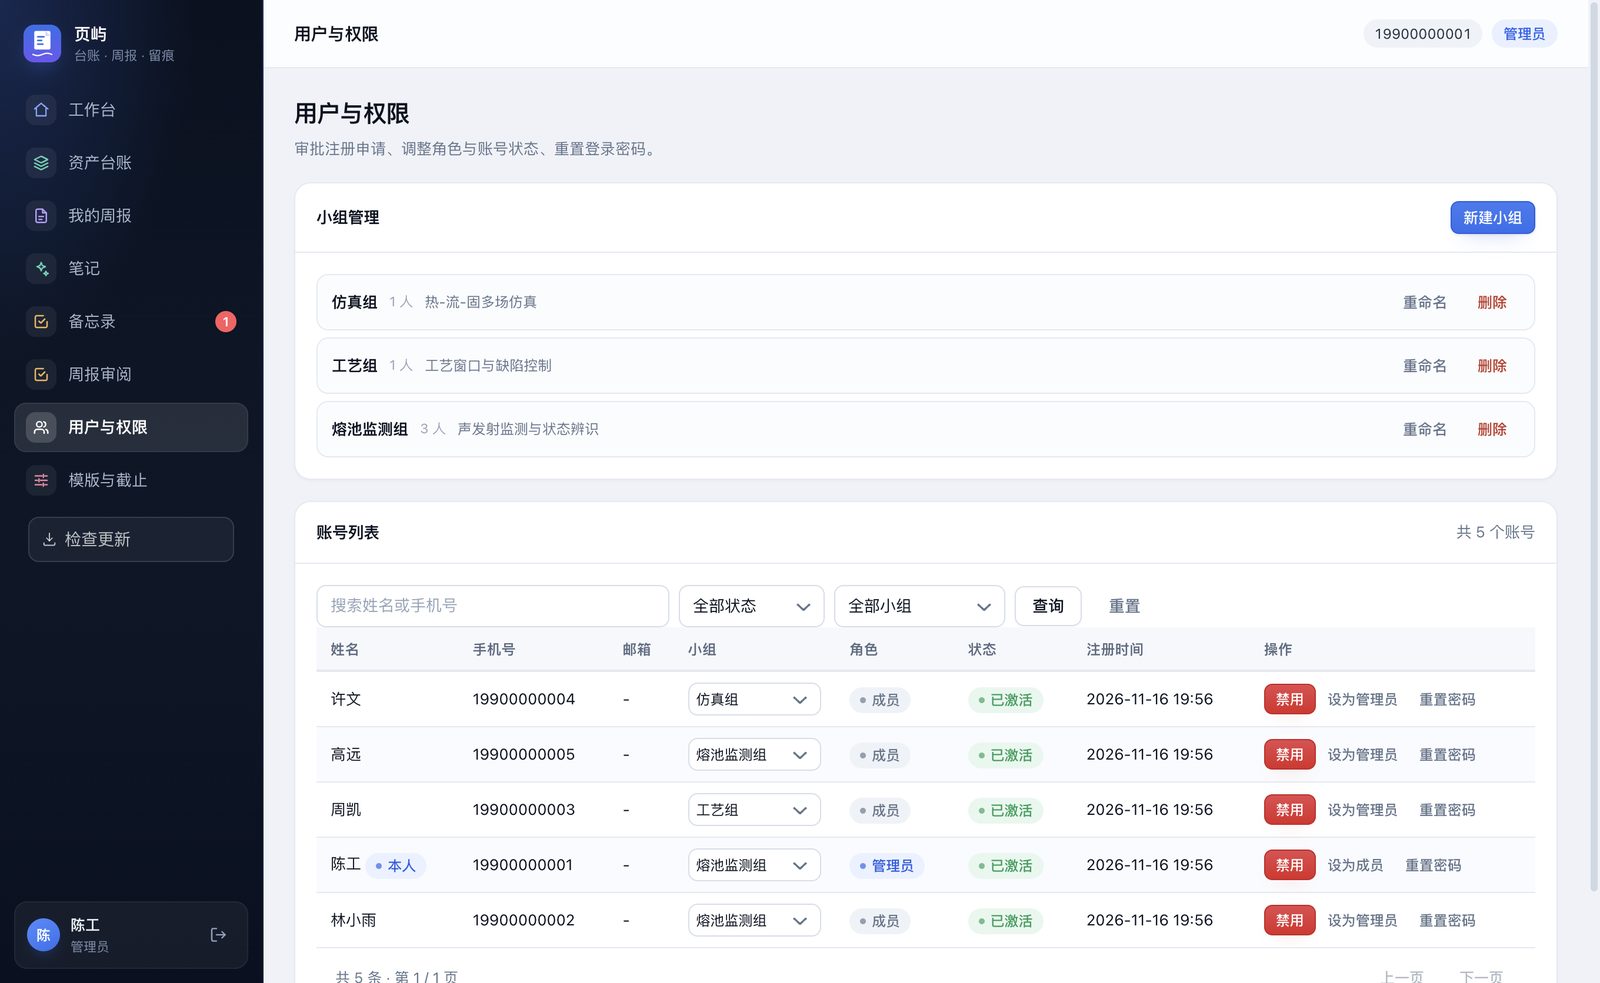 页屿
台账 · 周报 · 留痕
工作台
资产台账
我的周报
笔记
备忘录 1
周报审阅
用户与权限
模版与截止
检查更新
陈 陈工
管理员
用户与权限 19900000001 管理员
用户与权限
审批注册申请、调整角色与账号状态、重置登录密码。
小组管理 新建小组
仿真组 1 人 热-流-固多场仿真 重命名 删除
工艺组 1 人 工艺窗口与缺陷控制 重命名 删除
熔池监测组 3 人 声发射监测与状态辨识 重命名 删除
账号列表 共 5 个账号
搜索姓名或手机号 全部状态 全部小组 查询 重置
姓名 手机号 邮箱 小组 角色 状态 注册时间 操作
许文 19900000004 - 仿真组 成员 已激活 2026-11-16 19:56 禁用 设为管理员 重置密码
高远 19900000005 - 熔池监测组 成员 已激活 2026-11-16 19:56 禁用 设为管理员 重置密码
周凯 19900000003 - 工艺组 成员 已激活 2026-11-16 19:56 禁用 设为管理员 重置密码
陈工 本人 19900000001 - 熔池监测组 管理员 已激活 2026-11-16 19:56 禁用 设为成员 重置密码
林小雨 19900000002 - 熔池监测组 成员 已激活 2026-11-16 19:56 禁用 设为管理员 重置密码
共 5 条 · 第 1 / 1 页 上一页 下一页